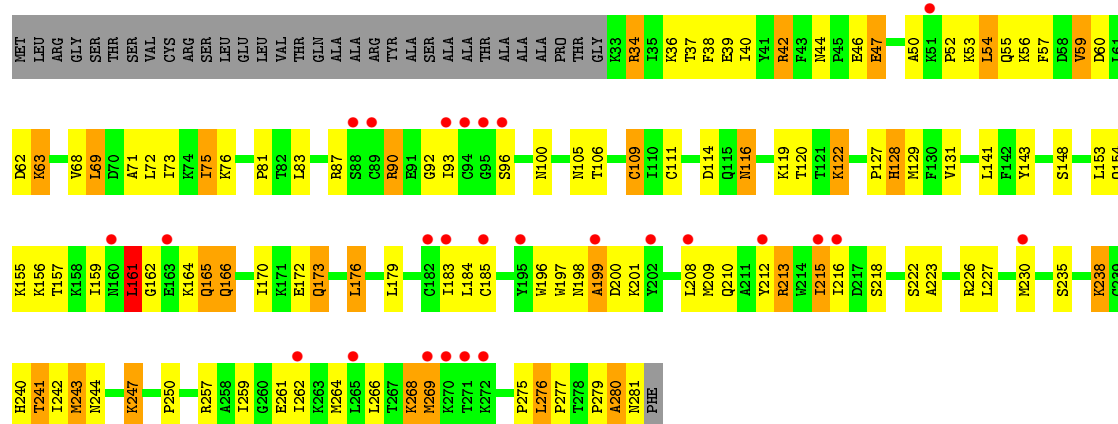 MET LEU ARG GLY SER THR SER VAL CYS ARG SER LEU GLU LEU VAL THR GLN ALA ALA ARG TYR ALA SER ALA ALA THR ALA ALA ALA PRO THR GLY K33 R34 I35 K36 T37 F38 E39 I40 Y41 R42 F43 N44 P45 E46 E47 A50 K51 P52 K53 L54 Q55 K56 F57 D58 V59 D60 L61
D62 K63 V68 L69 D70 A71 L72 I73 K74 I75 K76 P81 T82 L83 R87 S88 C89 R90 E91 G92 I93 C94 G95 S96 N100 N105 T106 C109 I110 C111 D114 Q115 N116 K119 T120 T121 K122 P127 H128 M129 F130 V131 L141 F142 Y143 S148 L153 Q154
K155 K156 T157 K158 I159 N160 L161 G162 E163 K164 Q165 Q166 I170 K171 E172 Q173 L176 L179 C182 I183 L184 C185 Y195 W196 W197 N198 A199 D200 K201 Y202 L208 M209 Q210 A211 Y212 R213 W214 I215 I216 D217 S218 S222 A223 R226 L227 M230 S235 K238 C239
H240 T241 I242 M243 N244 K247 P250 R257 A258 I259 G260 E261 I262 K263 M264 L265 L266 T267 K268 M269 K270 T271 K272 P275 L276 P277 T278 P279 A280 N281 PHE